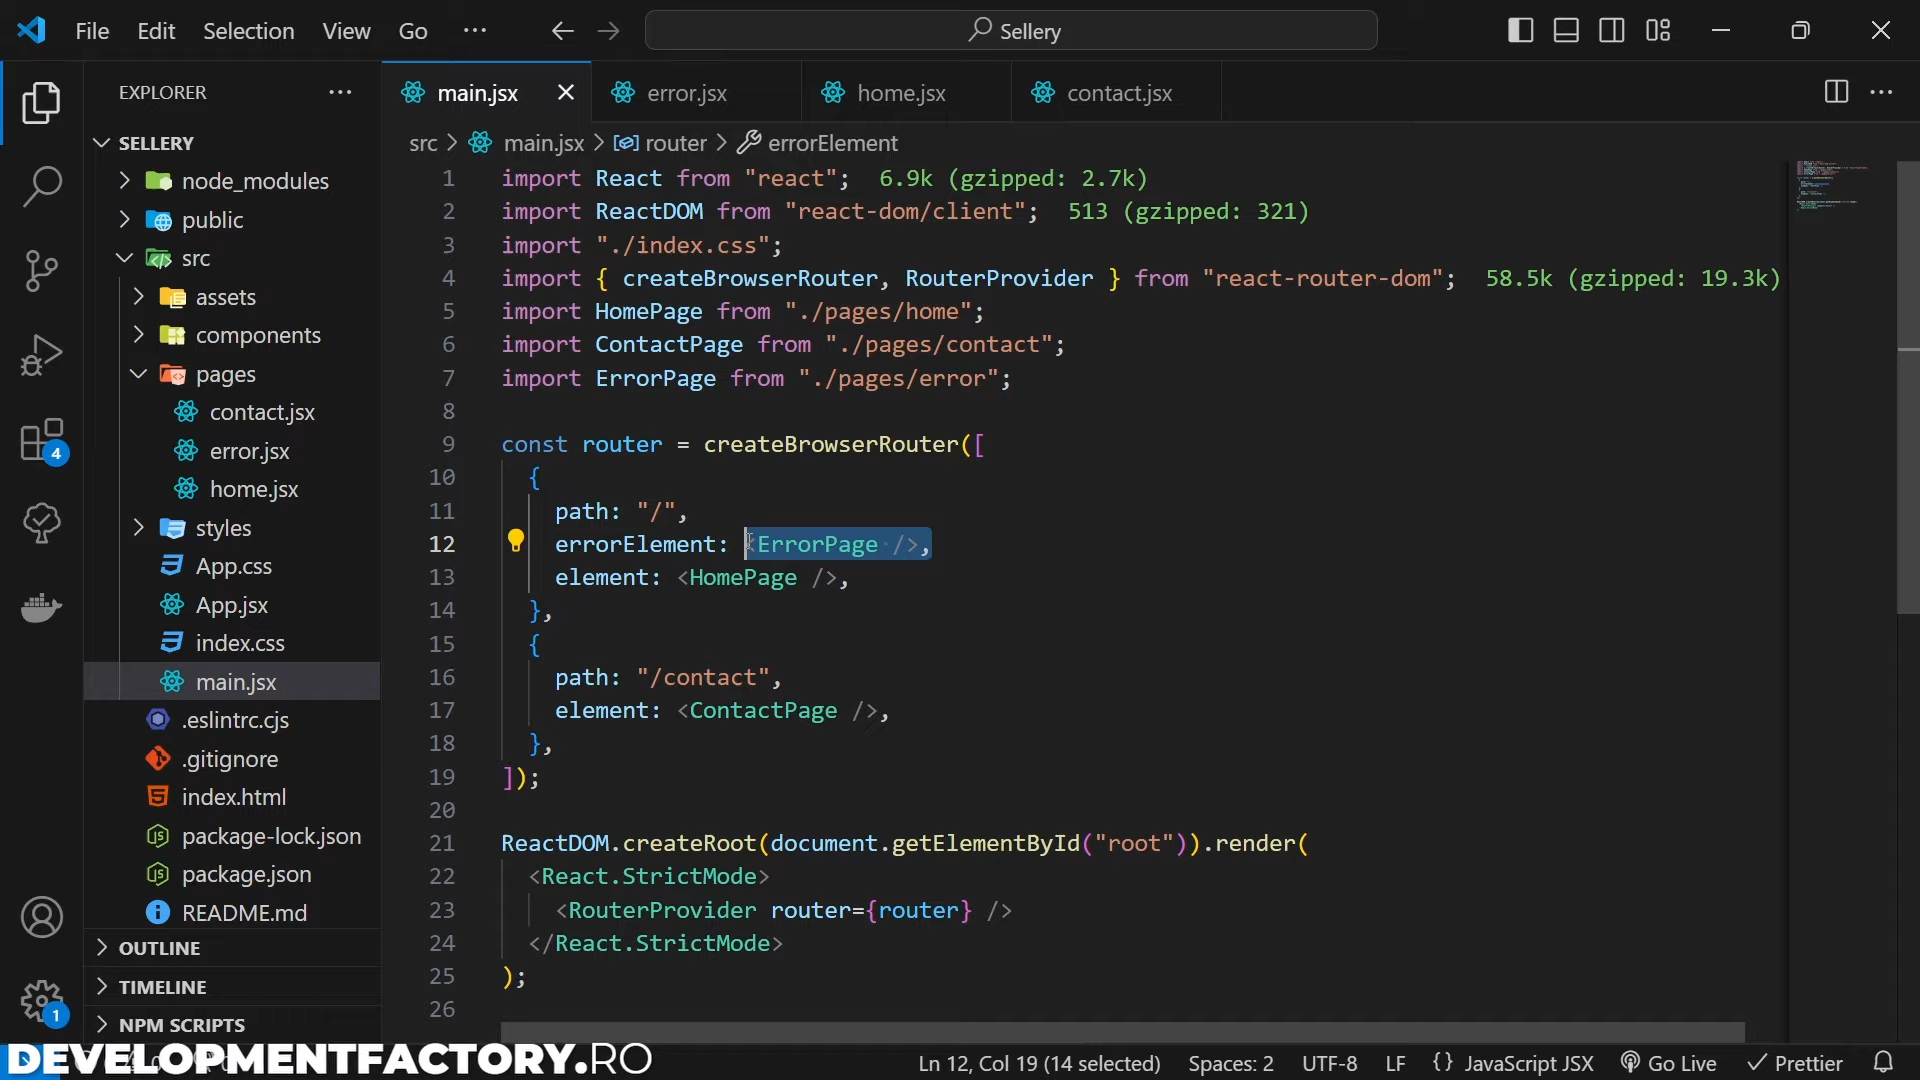 File Edit Selection View Go ··· Sellery
EXPLORER ···
main.jsx error.jsx home.jsx contact.jsx ···
src > main.jsx > router > errorElement
SELLERY
node_modules
public
src
assets
components
pages
contact.jsx
error.jsx
home.jsx
styles
App.css
App.jsx
index.css
main.jsx
.eslintrc.cjs
.gitignore
index.html
package-lock.json
package.json
README.md
OUTLINE
TIMELINE
NPM SCRIPTS
4
1
1 import React from "react"; 6.9k (gzipped: 2.7k)
2 import ReactDOM from "react-dom/client"; 513 (gzipped: 321)
3 import "./index.css";
4 import { createBrowserRouter, RouterProvider } from "react-router-dom"; 58.5k (gzipped: 19.3k)
5 import HomePage from "./pages/home";
6 import ContactPage from "./pages/contact";
7 import ErrorPage from "./pages/error";
8
9 const router = createBrowserRouter([
10 {
11 path: "/",
12 errorElement: <ErrorPage />,
13 element: <HomePage />,
14 },
15 {
16 path: "/contact",
17 element: <ContactPage />,
18 },
19 ]);
20
21 ReactDOM.createRoot(document.getElementById("root")).render(
22 <React.StrictMode>
23 <RouterProvider router={router} />
24 </React.StrictMode>
25 );
26
DEVELOPMENTFACTORY.RO
Ln 12, Col 19 (14 selected) Spaces: 2 UTF-8 LF {} JavaScript JSX Go Live Prettier